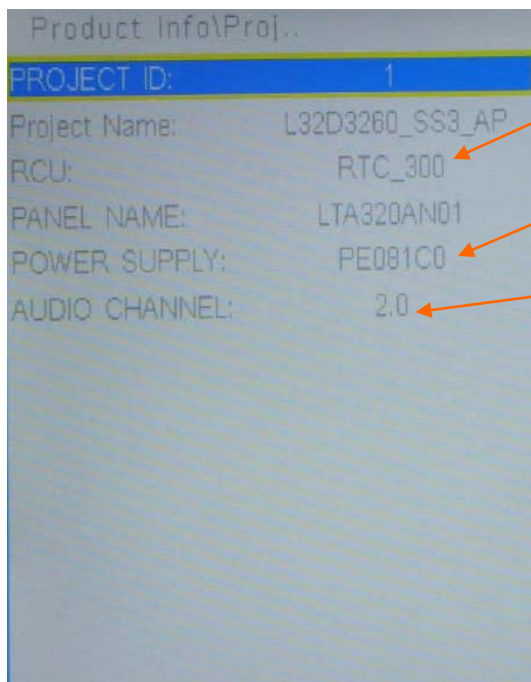 Product Info\Proj..
PROJECT ID: 1
Project Name: L32D3260_SS3_AP
RCU: RTC_300
PANEL NAME: LTA320AN01
POWER SUPPLY: PE081C0
AUDIO CHANNEL: 2.0